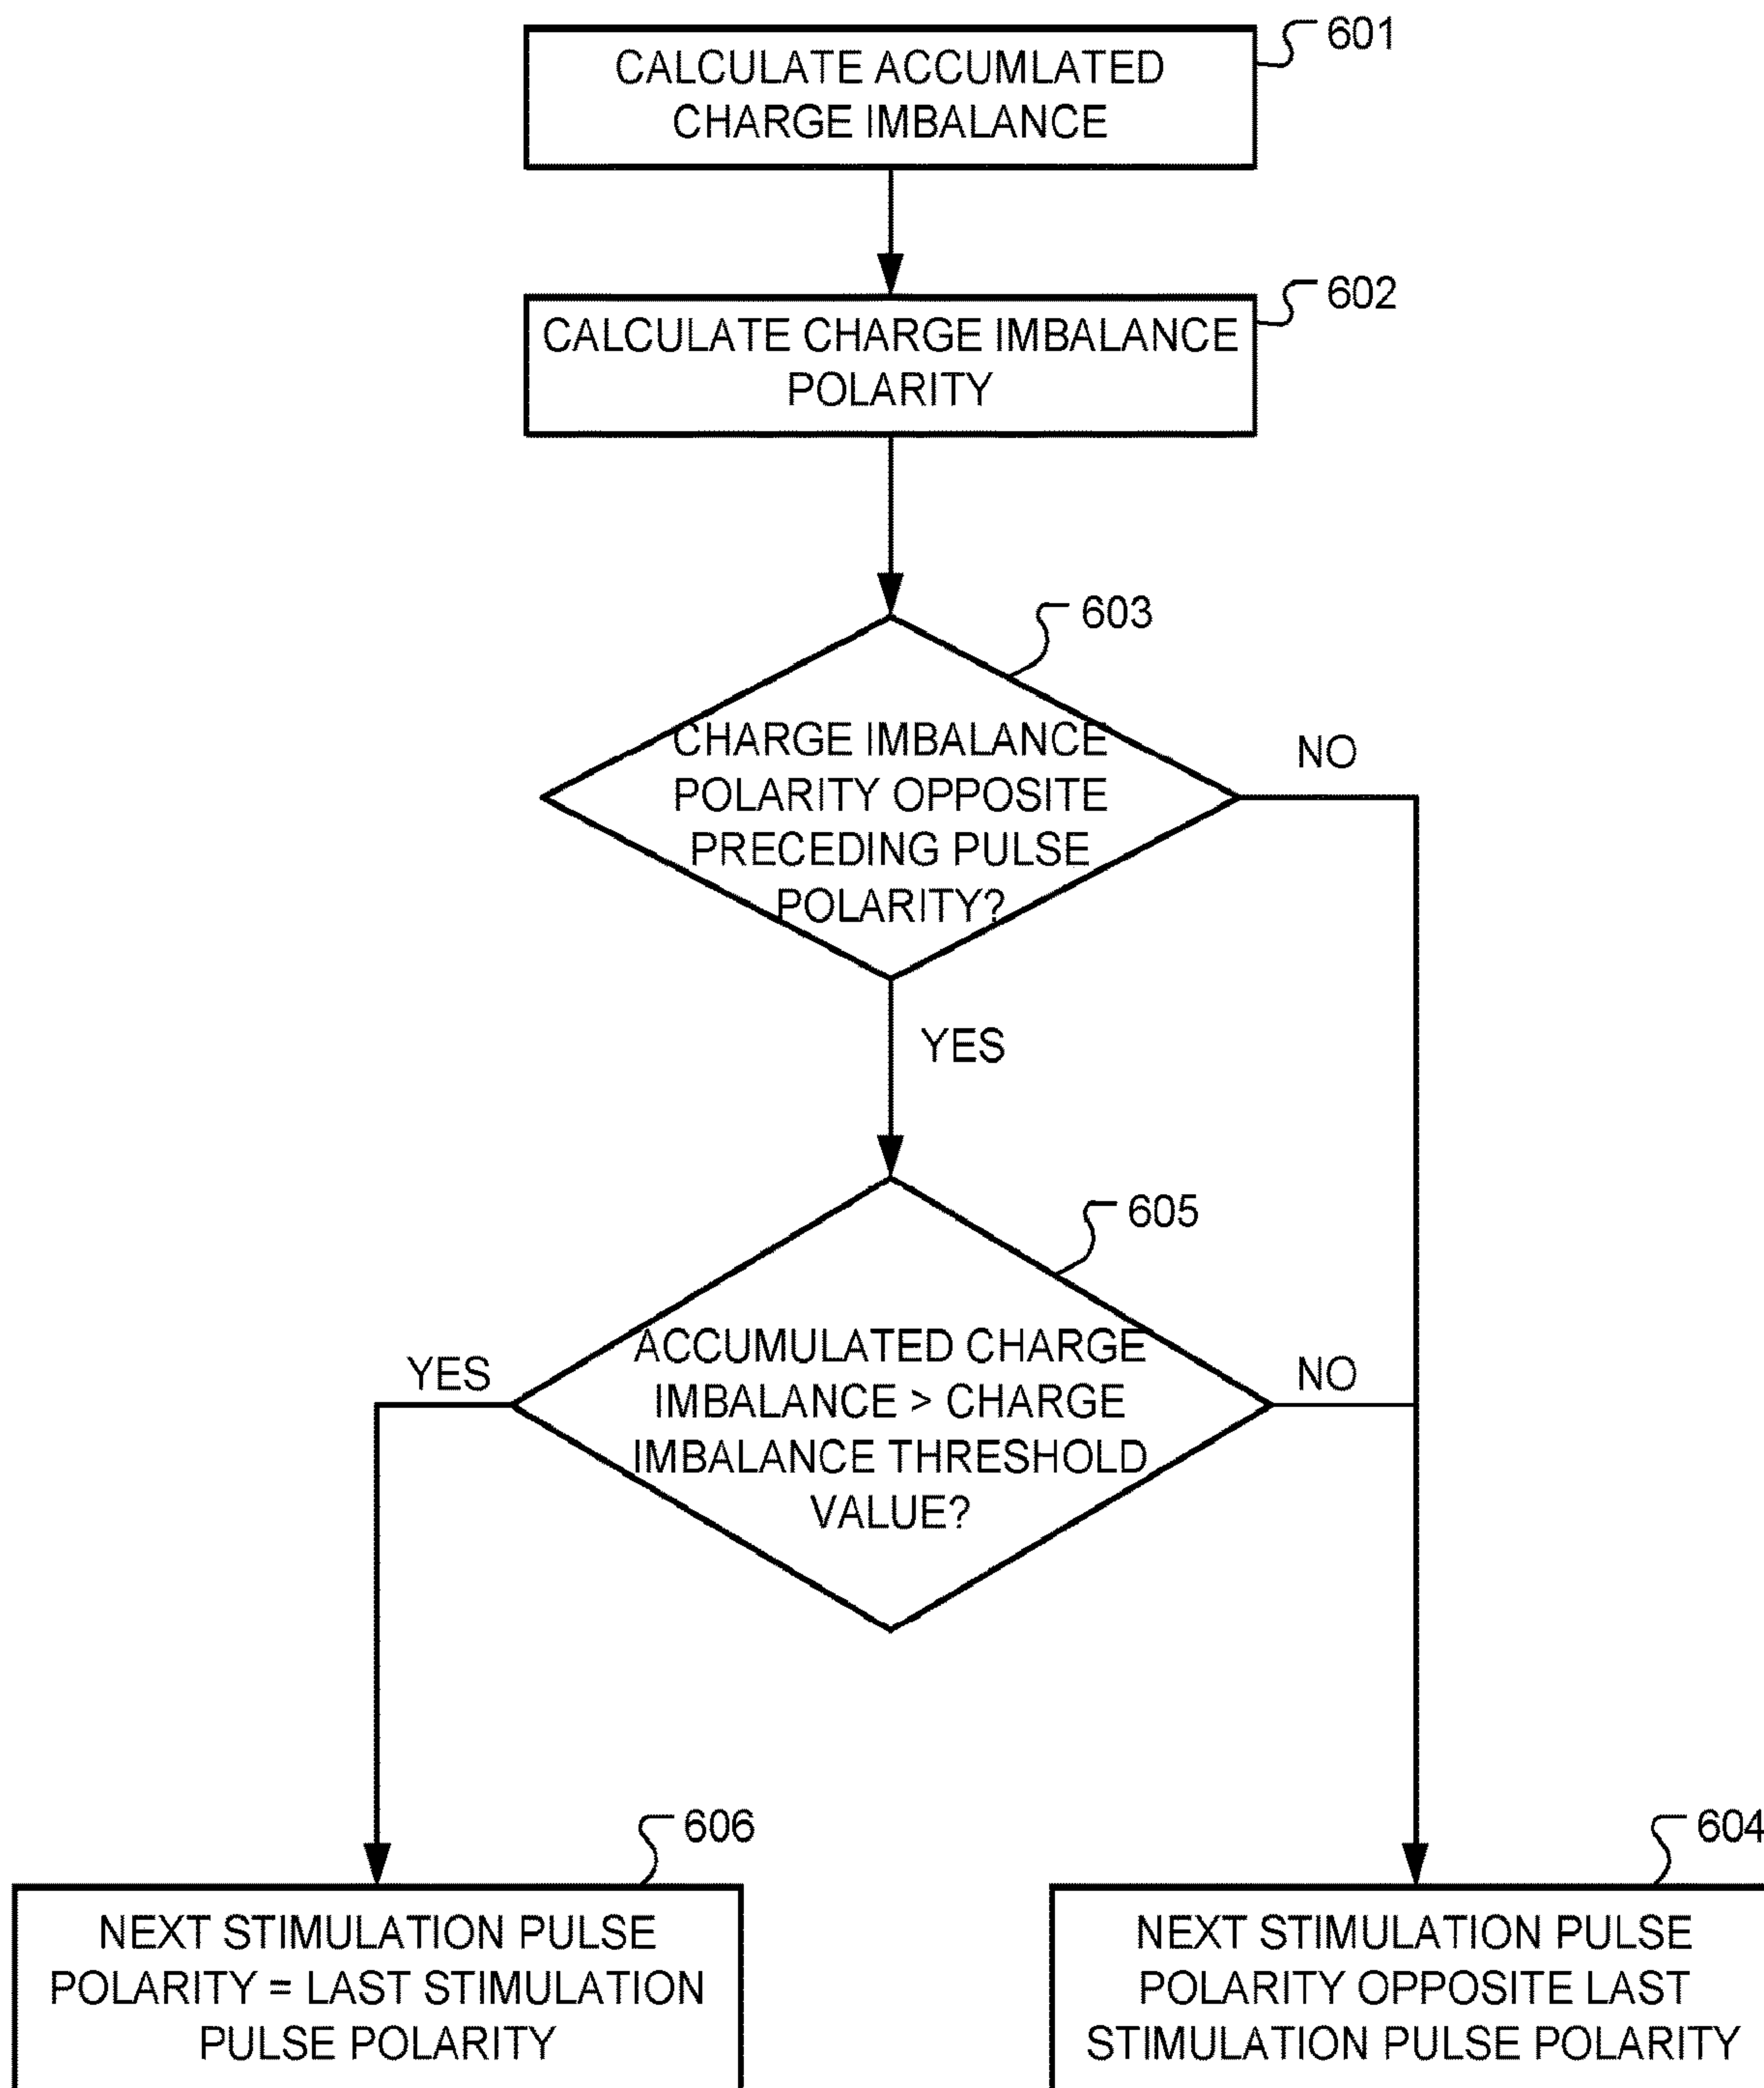 601
CALCULATE ACCUMLATED
CHARGE IMBALANCE
602
CALCULATE CHARGE IMBALANCE
POLARITY
603
CHARGE IMBALANCE
POLARITY OPPOSITE
PRECEDING PULSE
POLARITY?
NO
YES
605
ACCUMULATED CHARGE
IMBALANCE > CHARGE
IMBALANCE THRESHOLD
VALUE?
YES
NO
606
NEXT STIMULATION PULSE
POLARITY = LAST STIMULATION
PULSE POLARITY
604
NEXT STIMULATION PULSE
POLARITY OPPOSITE LAST
STIMULATION PULSE POLARITY